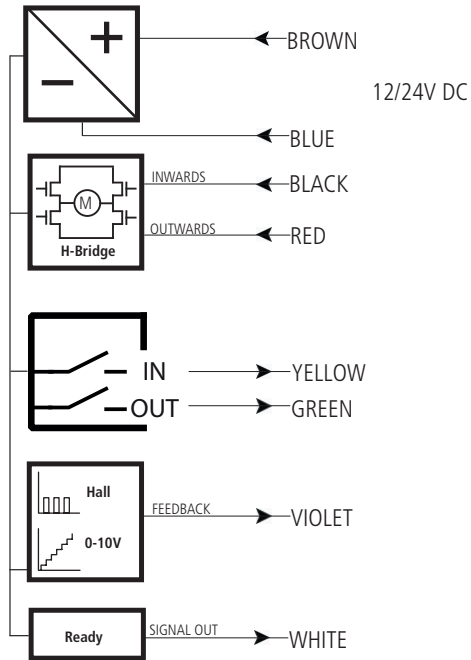 +
−
BROWN
12/24V DC
BLUE
INWARDS
BLACK
M
OUTWARDS
RED
H-Bridge
IN
YELLOW
OUT
GREEN
Hall
FEEDBACK
VIOLET
0-10V
Ready
SIGNAL OUT
WHITE